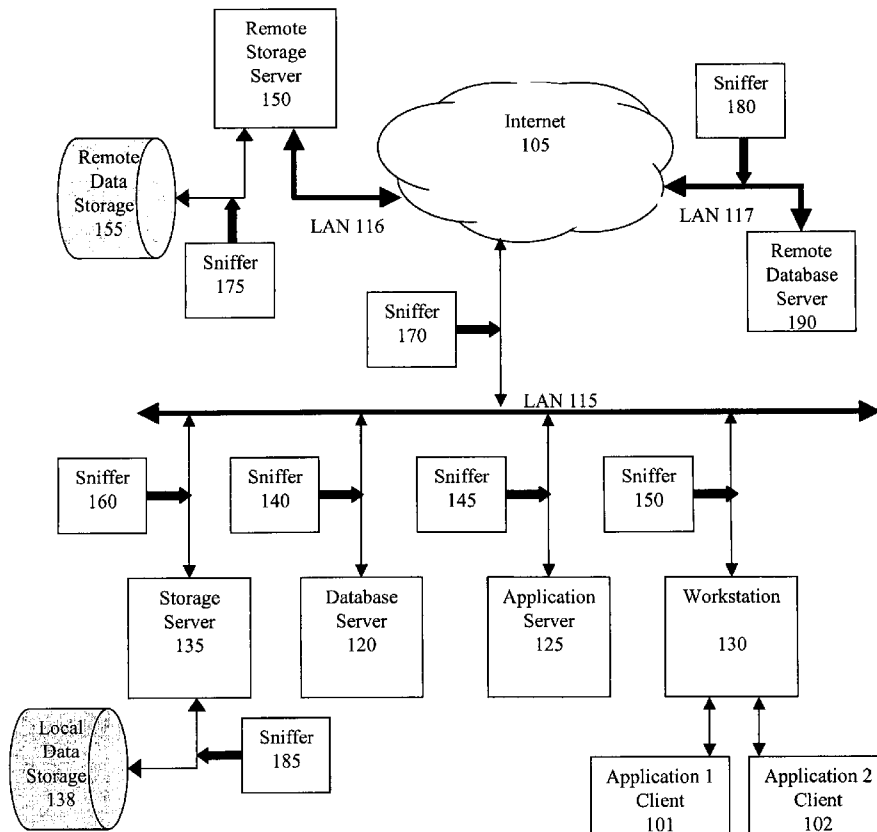 Remote
Storage
Server
150
Internet
105
Sniffer
180
Remote
Data
Storage
155
LAN 116
LAN 117
Sniffer
175
Remote
Database
Server
190
Sniffer
170
LAN 115
Sniffer
160
Sniffer
140
Sniffer
145
Sniffer
150
Storage
Server
135
Database
Server
120
Application
Server
125
Workstation
130
Local
Data
Storage
138
Sniffer
185
Application 1
Client
101
Application 2
Client
102